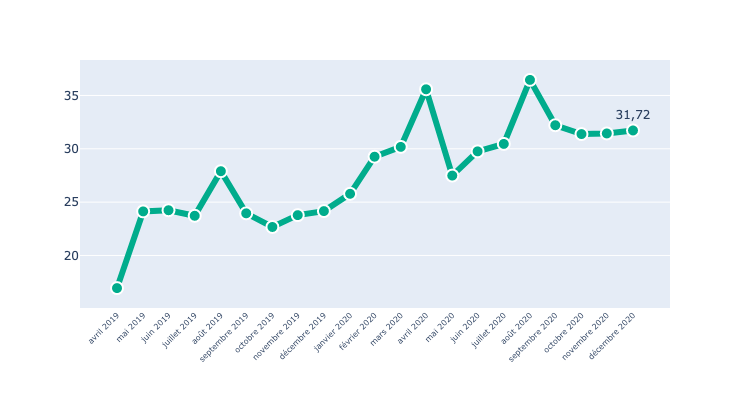 35
30
25
20
31,72
avril 2019
mai 2019
juin 2019
juillet 2019
août 2019
septembre 2019
octobre 2019
novembre 2019
décembre 2019
janvier 2020
février 2020
mars 2020
avril 2020
mai 2020
juin 2020
juillet 2020
août 2020
septembre 2020
octobre 2020
novembre 2020
décembre 2020